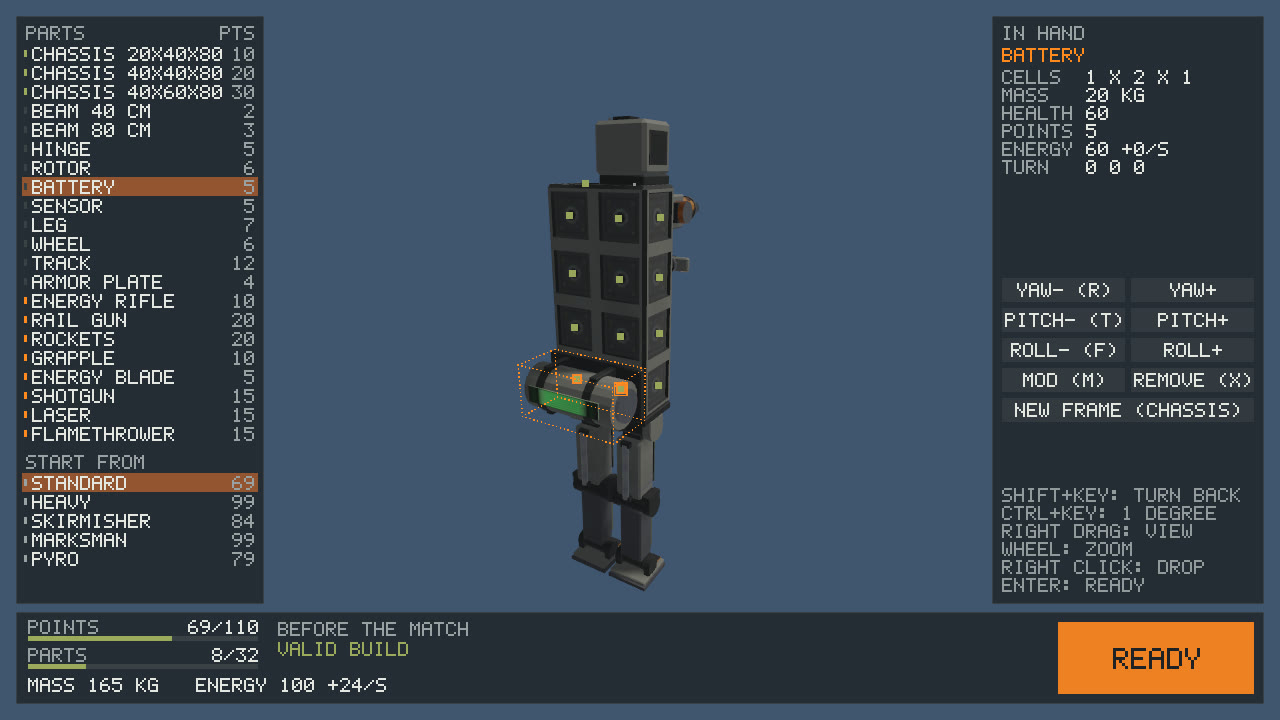 PARTS PTS
CHASSIS 20X40X80 10
CHASSIS 40X40X80 20
CHASSIS 40X60X80 30
BEAM 40 CM 2
BEAM 80 CM 3
HINGE 5
ROTOR 6
BATTERY 5
SENSOR 5
LEG 7
WHEEL 6
TRACK 12
ARMOR PLATE 4
ENERGY RIFLE 10
RAIL GUN 20
ROCKETS 20
GRAPPLE 10
ENERGY BLADE 5
SHOTGUN 15
LASER 15
FLAMETHROWER 15
START FROM
STANDARD 69
HEAVY 99
SKIRMISHER 84
MARKSMAN 99
PYRO 79
IN HAND
BATTERY
CELLS 1 X 2 X 1
MASS 20 KG
HEALTH 60
POINTS 5
ENERGY 60 +0/S
TURN 0 0 0
YAW- (R) YAW+
PITCH- (T) PITCH+
ROLL- (F) ROLL+
MOD (M) REMOVE (X)
NEW FRAME (CHASSIS)
SHIFT+KEY: TURN BACK
CTRL+KEY: 1 DEGREE
RIGHT DRAG: VIEW
WHEEL: ZOOM
RIGHT CLICK: DROP
ENTER: READY
POINTS 69/110
PARTS 8/32
MASS 165 KG ENERGY 100 +24/S
BEFORE THE MATCH
VALID BUILD
READY